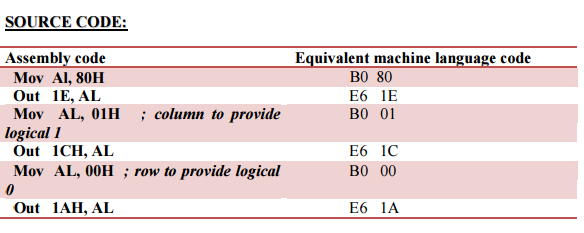 SOURCE CODE:
Assembly code Equivalent machine language code
Mov Al, 80H B0 80
Out 1E, AL E6 1E
Mov AL, 01H ; column to provide B0 01
logical 1
Out 1CH, AL E6 1C
Mov AL, 00H ; row to provide logical B0 00
0
Out 1AH, AL E6 1A